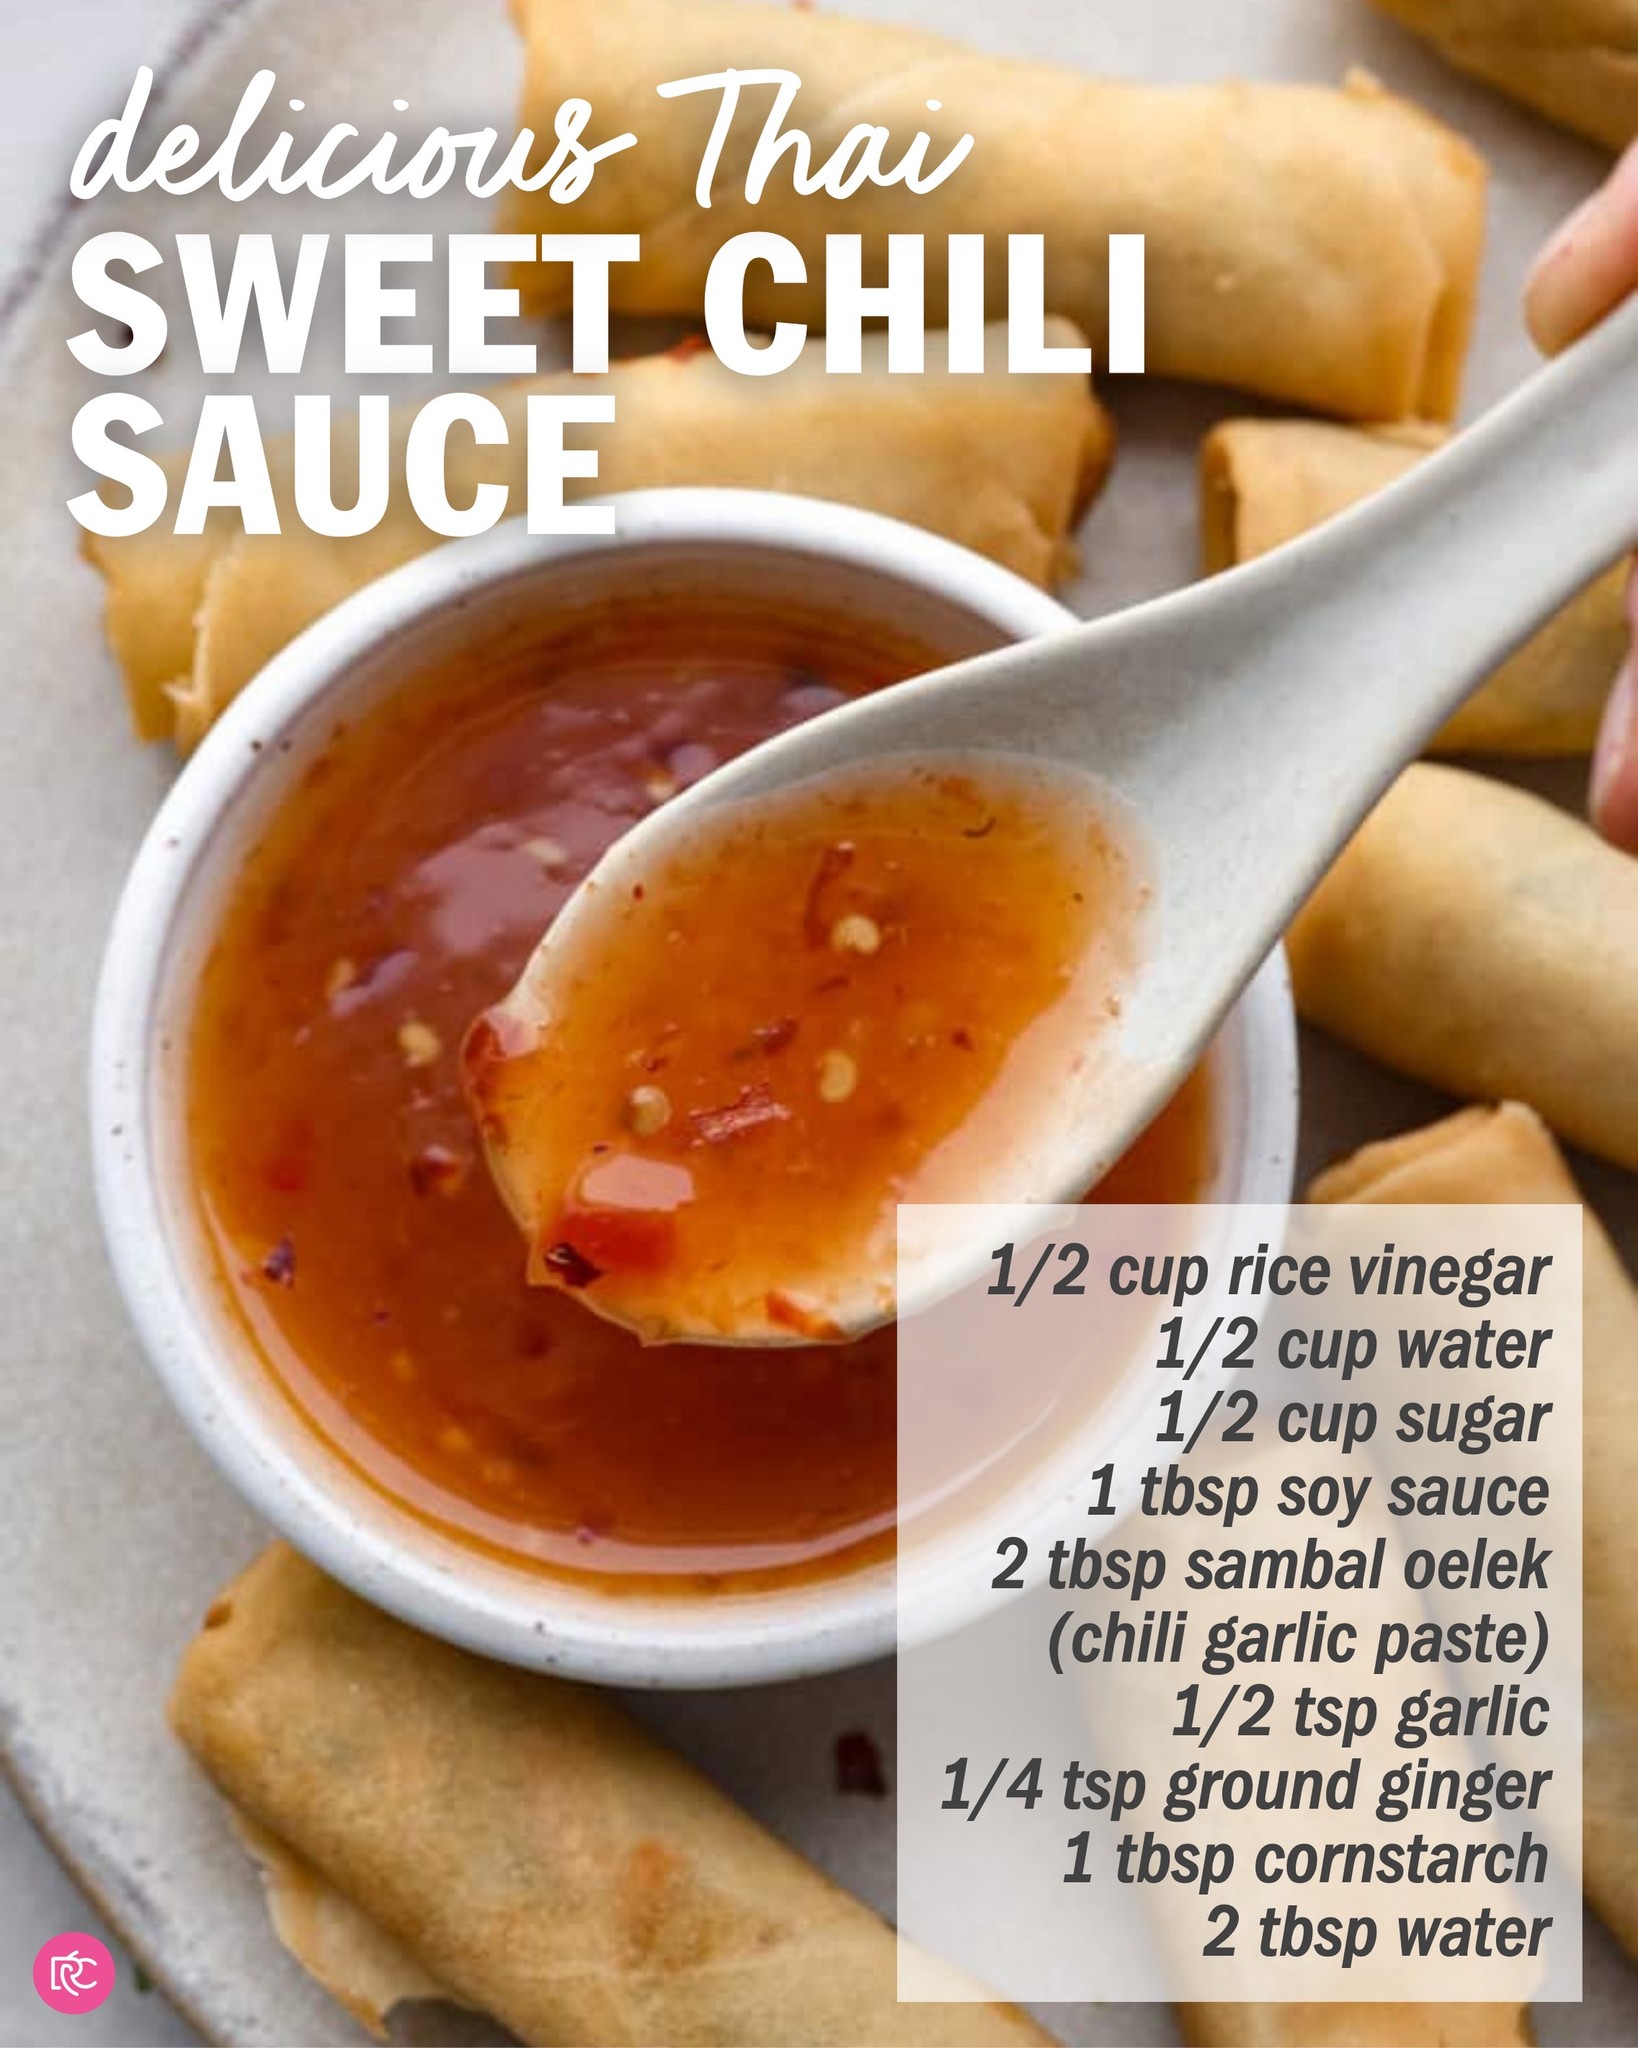 delicious Thai
SWEET CHILI
SAUCE
1/2 cup rice vinegar
1/2 cup water
1/2 cup sugar
1 tbsp soy sauce
2 tbsp sambal oelek
(chili garlic paste)
1/2 tsp garlic
1/4 tsp ground ginger
1 tbsp cornstarch
2 tbsp water
RC